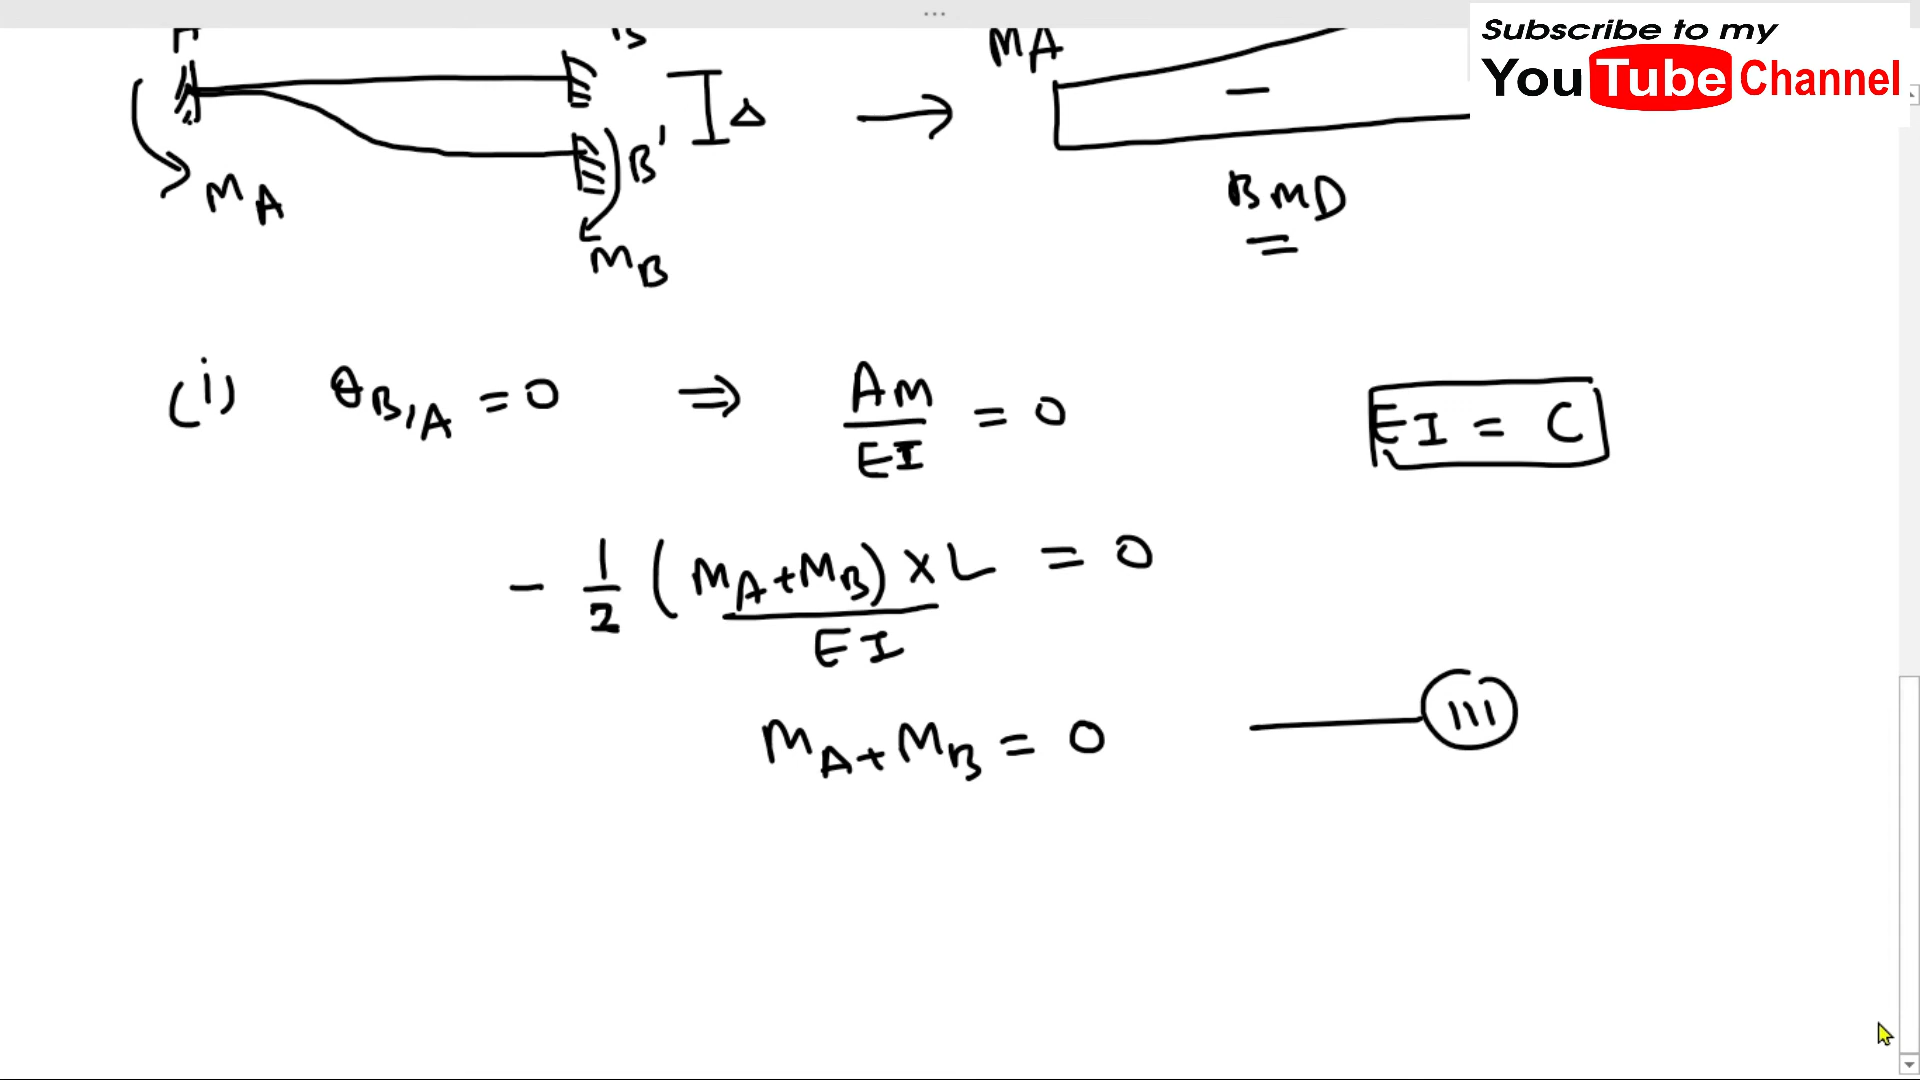 Subscribe to my
YouTube Channel
A
B
MA
Δ
B'
MA
MB
BMD
(i) θB/A = 0 ⇒ AM/EI = 0
EI = C
- 1/2 (MA+MB) × L / EI = 0
MA+MB = 0 — III